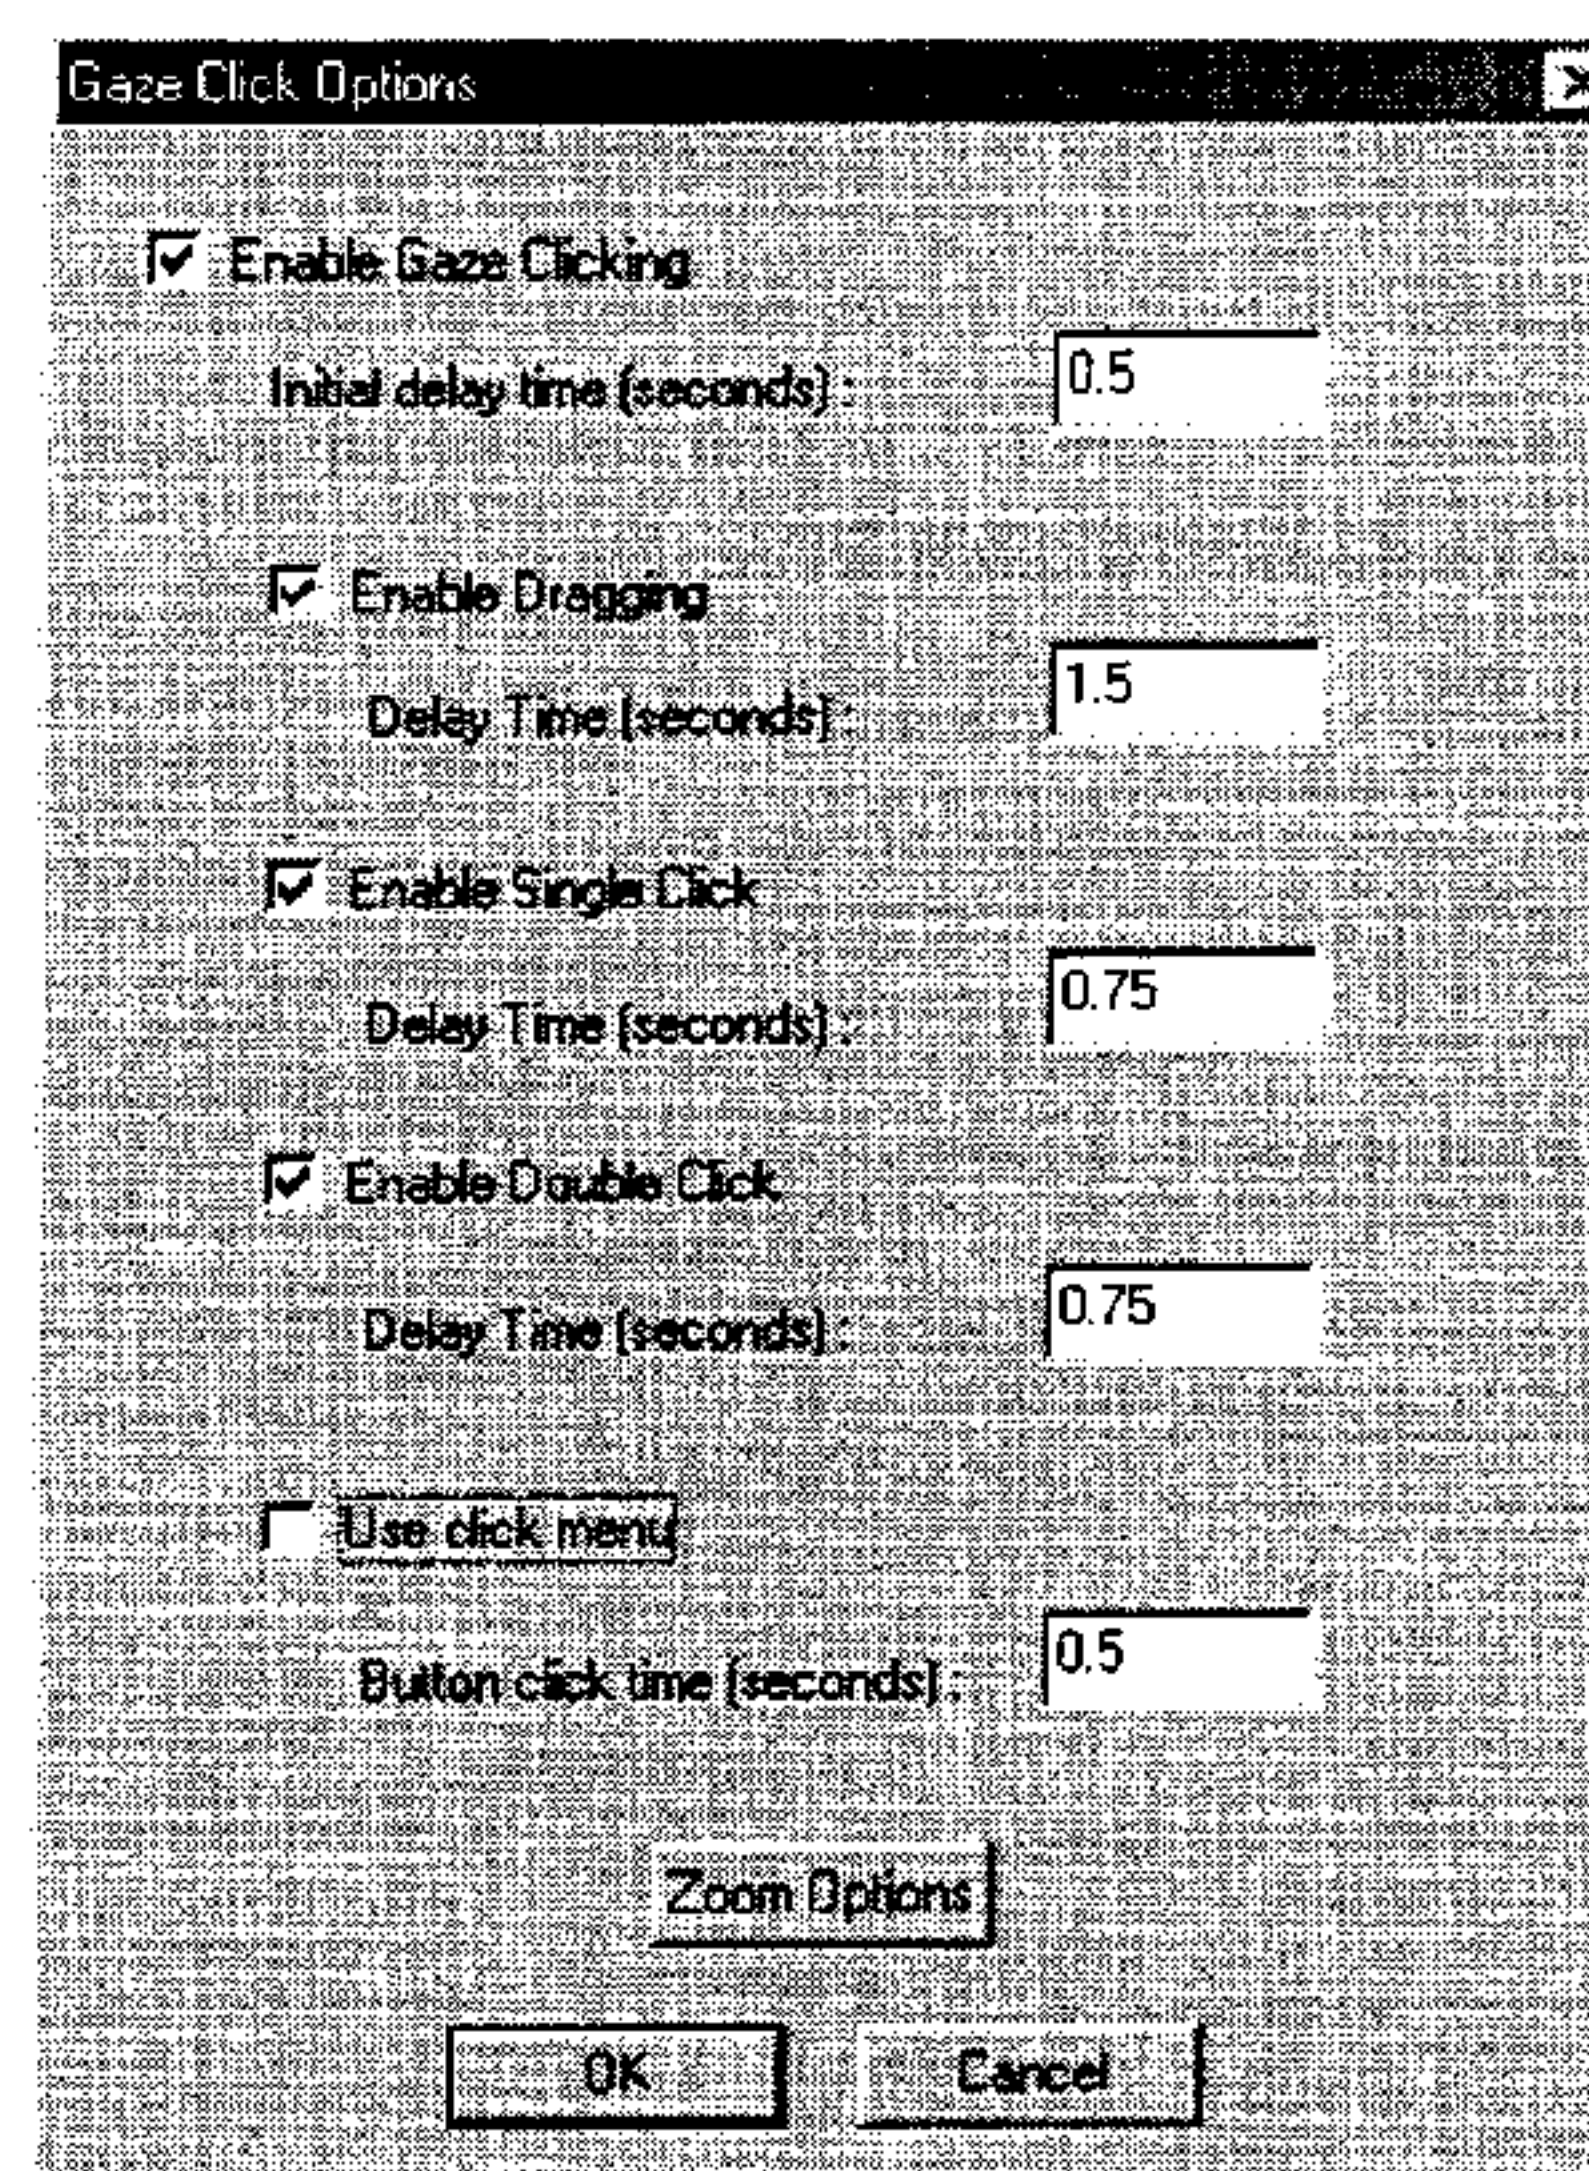 Gaze Click Options
Enable Gaze Clicking
Initial delay time (seconds) : 0.5
Enable Dragging
Delay Time (seconds) : 1.5
Enable Single Click
Delay Time (seconds) : 0.75
Enable Double Click
Delay Time (seconds) : 0.75
Use click menu
Button click time (seconds) : 0.5
Zoom Options
OK Cancel